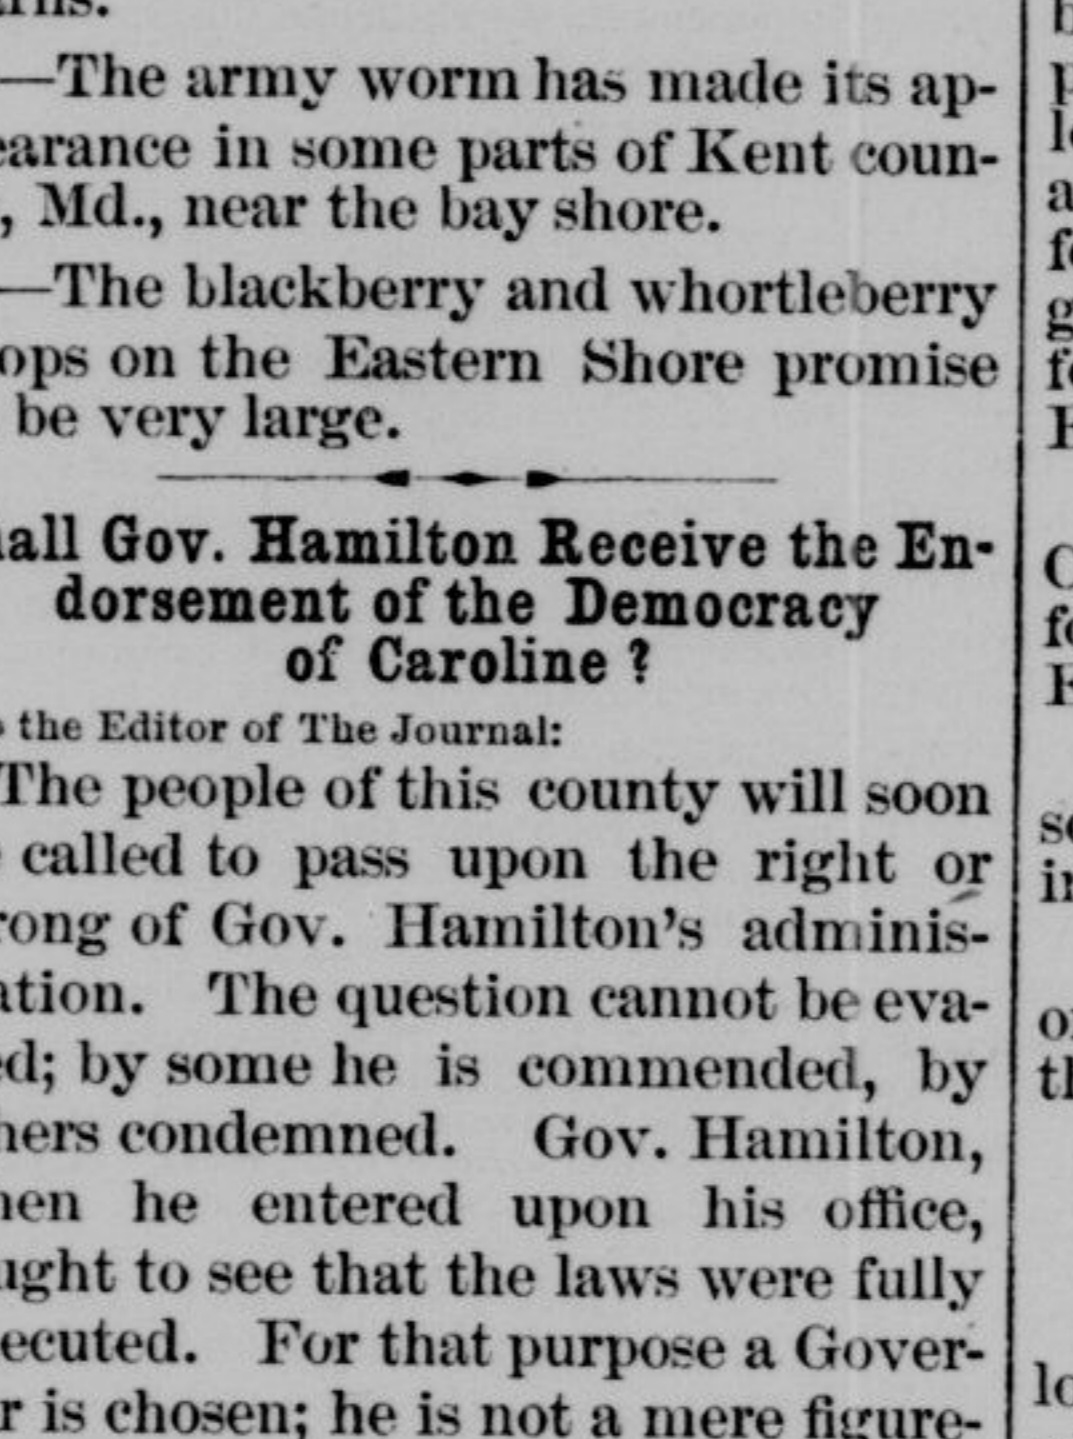 —The army worm has made its ap-
earance in some parts of Kent coun-
, Md., near the bay shore.
—The blackberry and whortleberry
ops on the Eastern Shore promise
be very large.
all Gov. Hamilton Receive the En-
dorsement of the Democracy
of Caroline ?
the Editor of The Journal:
The people of this county will soon
called to pass upon the right or
rong of Gov. Hamilton's adminis-
ation. The question cannot be eva-
ed; by some he is commended, by
hers condemned. Gov. Hamilton,
hen he entered upon his office,
ught to see that the laws were fully
ecuted. For that purpose a Gover-
r is chosen; he is not a mere figure-